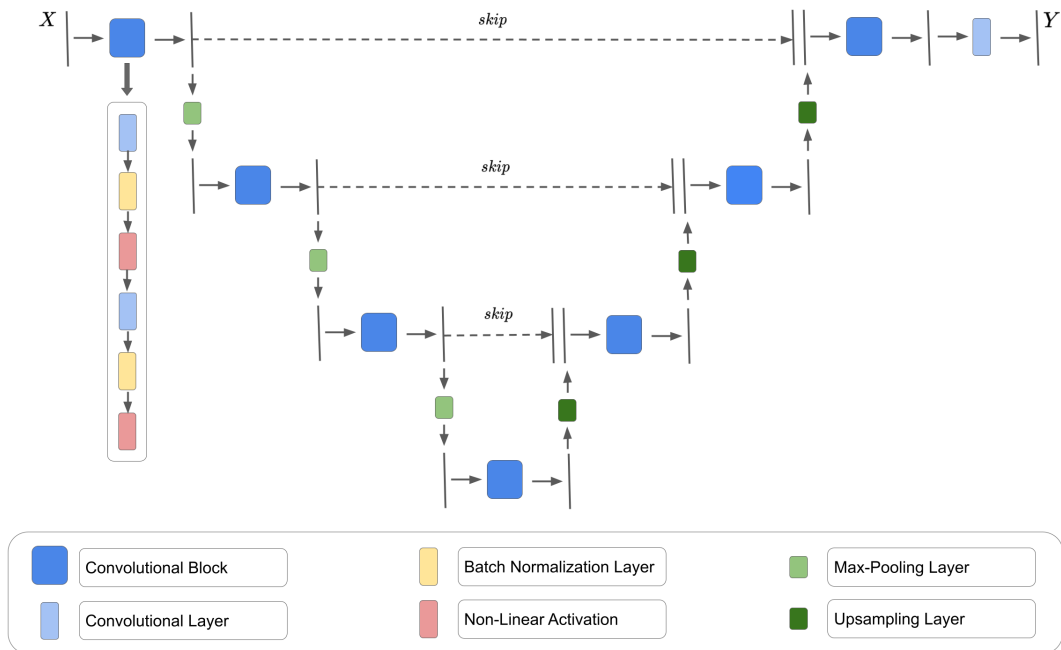 X
skip
Y
skip
skip
Convolutional Block
Batch Normalization Layer
Max-Pooling Layer
Convolutional Layer
Non-Linear Activation
Upsampling Layer